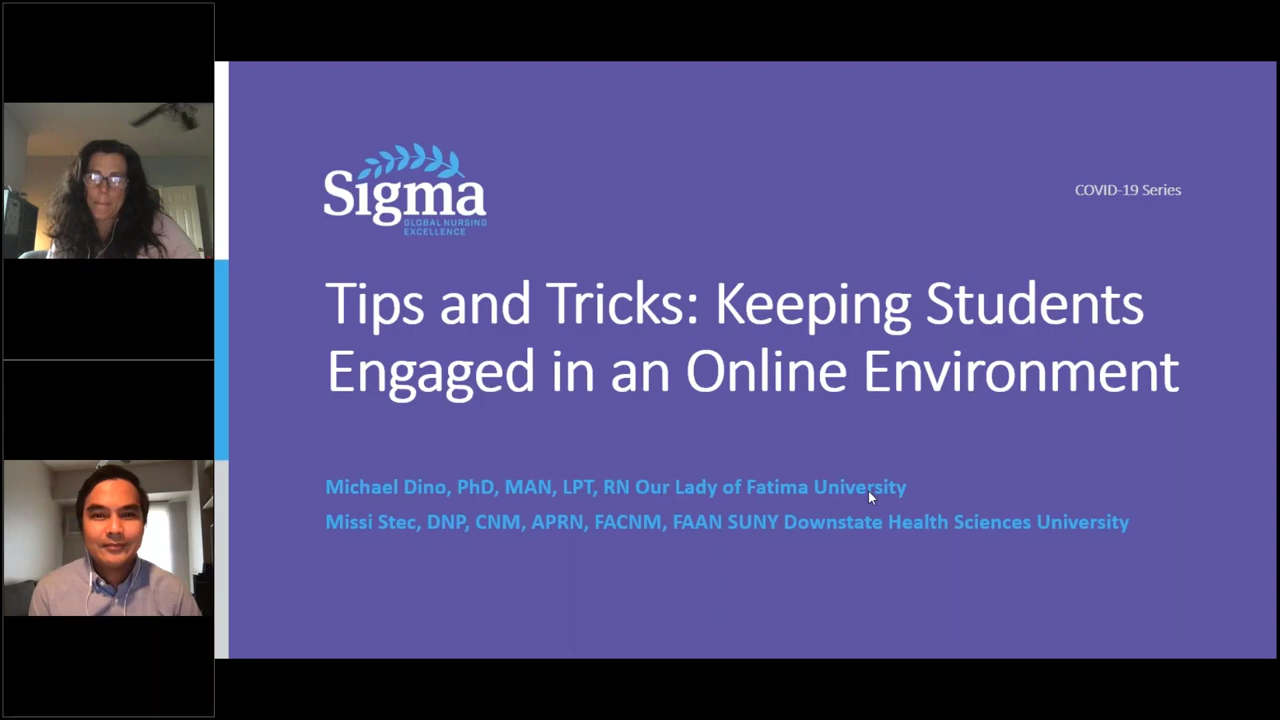 Sigma
GLOBAL NURSING
EXCELLENCE
COVID-19 Series
Tips and Tricks: Keeping Students
Engaged in an Online Environment
Michael Dino, PhD, MAN, LPT, RN Our Lady of Fatima University
Missi Stec, DNP, CNM, APRN, FACNM, FAAN SUNY Downstate Health Sciences University